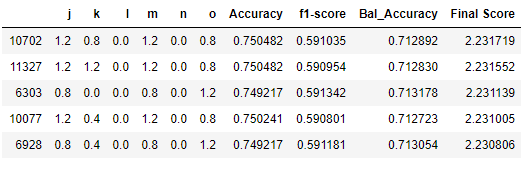 j k l m n o Accuracy f1-score Bal_Accuracy Final Score
10702 1.2 0.8 0.0 1.2 0.0 0.8 0.750482 0.591035 0.712892 2.231719
11327 1.2 1.2 0.0 1.2 0.0 0.8 0.750482 0.590954 0.712830 2.231552
6303 0.8 0.0 0.0 0.8 0.0 1.2 0.749217 0.591342 0.713178 2.231139
10077 1.2 0.4 0.0 1.2 0.0 0.8 0.750241 0.590801 0.712723 2.231005
6928 0.8 0.4 0.0 0.8 0.0 1.2 0.749217 0.591181 0.713054 2.230806